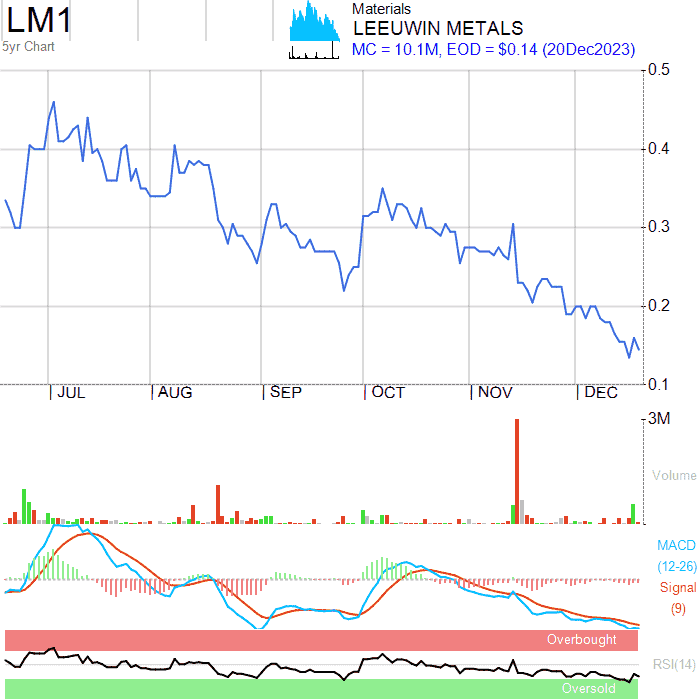 LM1
5yr Chart
Materials
LEEUWIN METALS
MC = 10.1M, EOD = $0.14 (20Dec2023)
0.5
0.4
0.3
0.2
0.1
JUL AUG SEP OCT NOV DEC
3M
Volume
MACD
(12-26)
Signal
(9)
Overbought
RSI(14)
Oversold